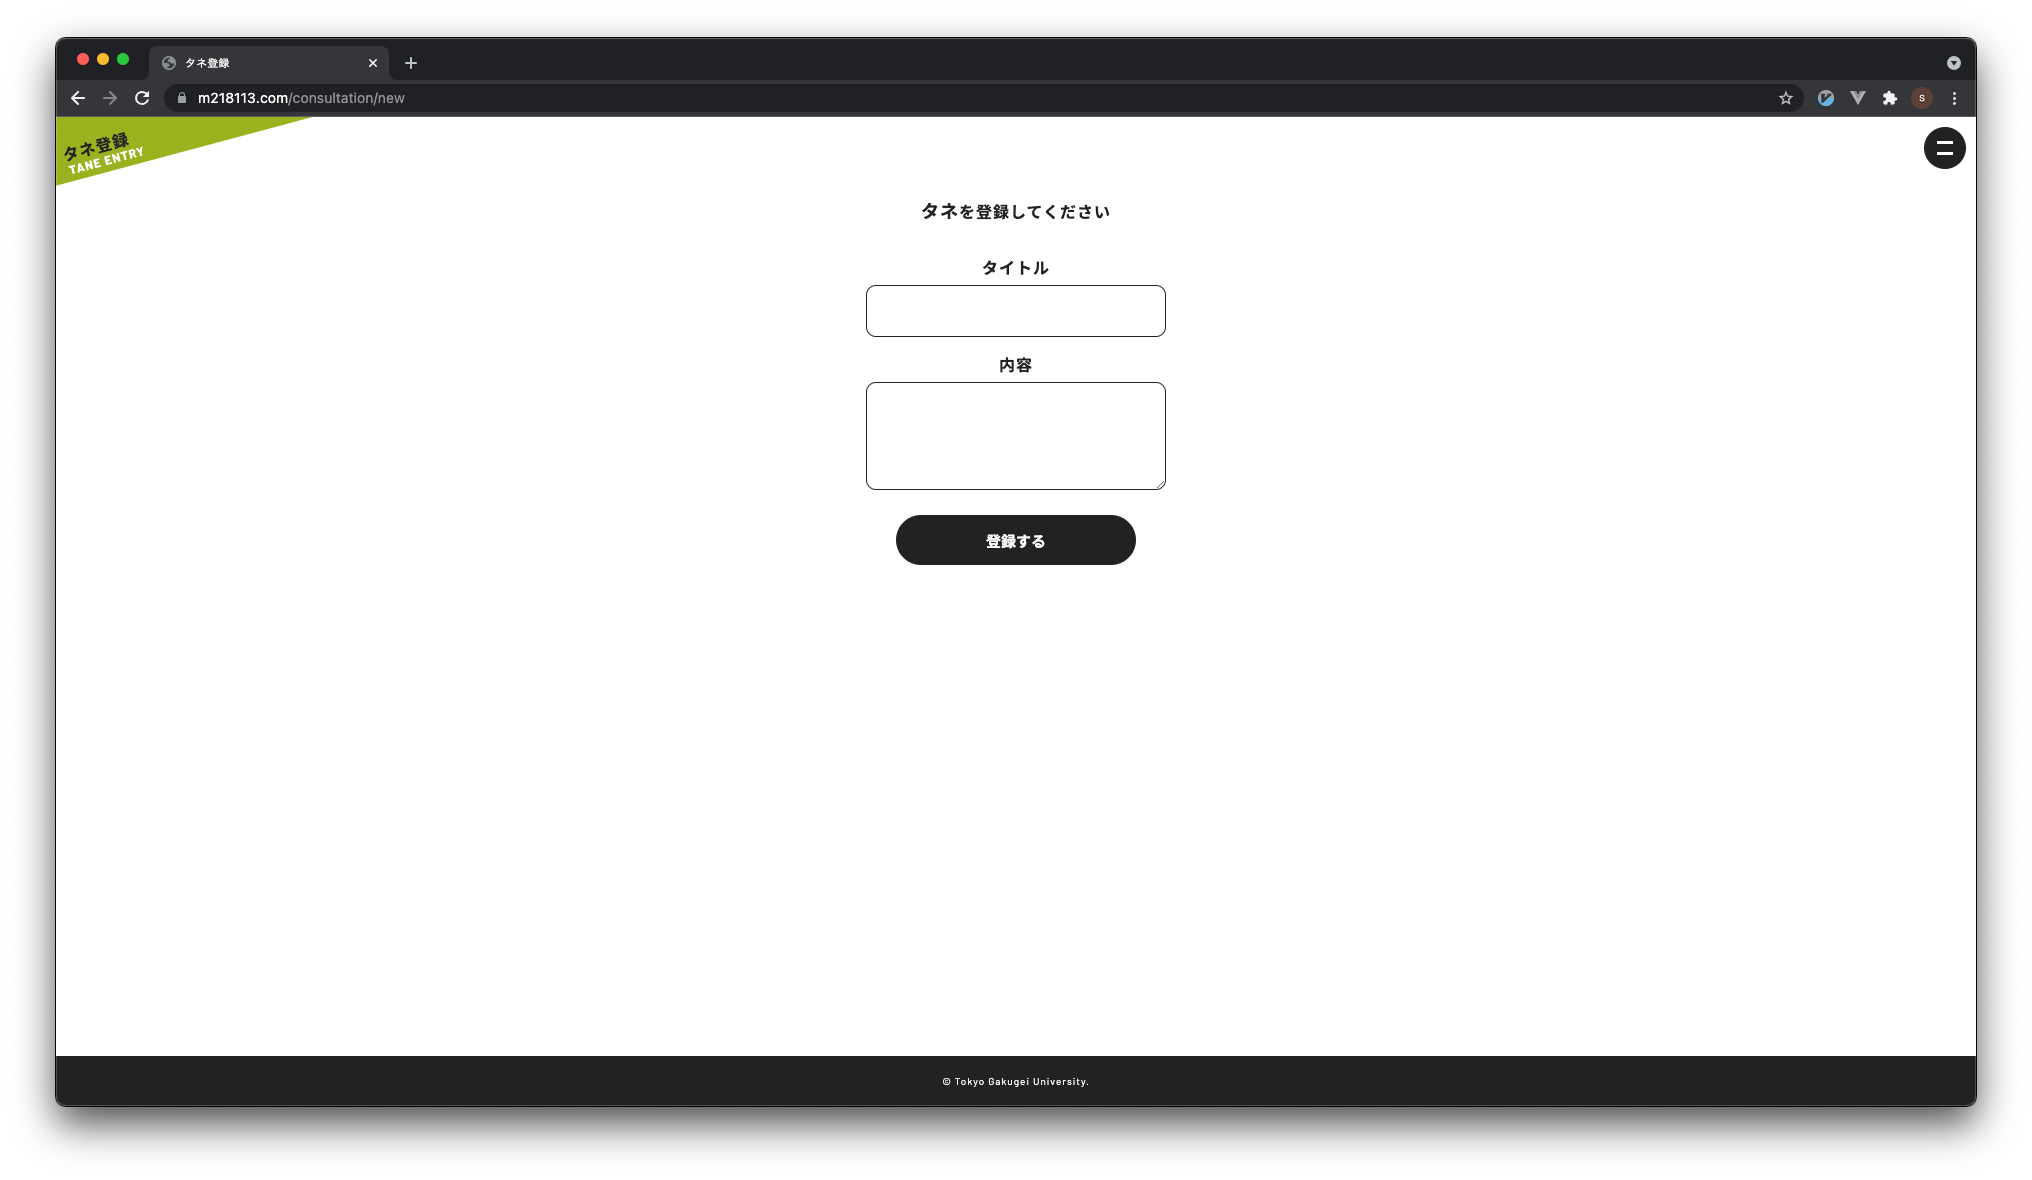 タネ登録
m218113.com/consultation/new
S
タネ登録
TANE ENTRY
タネを登録してください
タイトル
内容
登録する
© Tokyo Gakugei University.